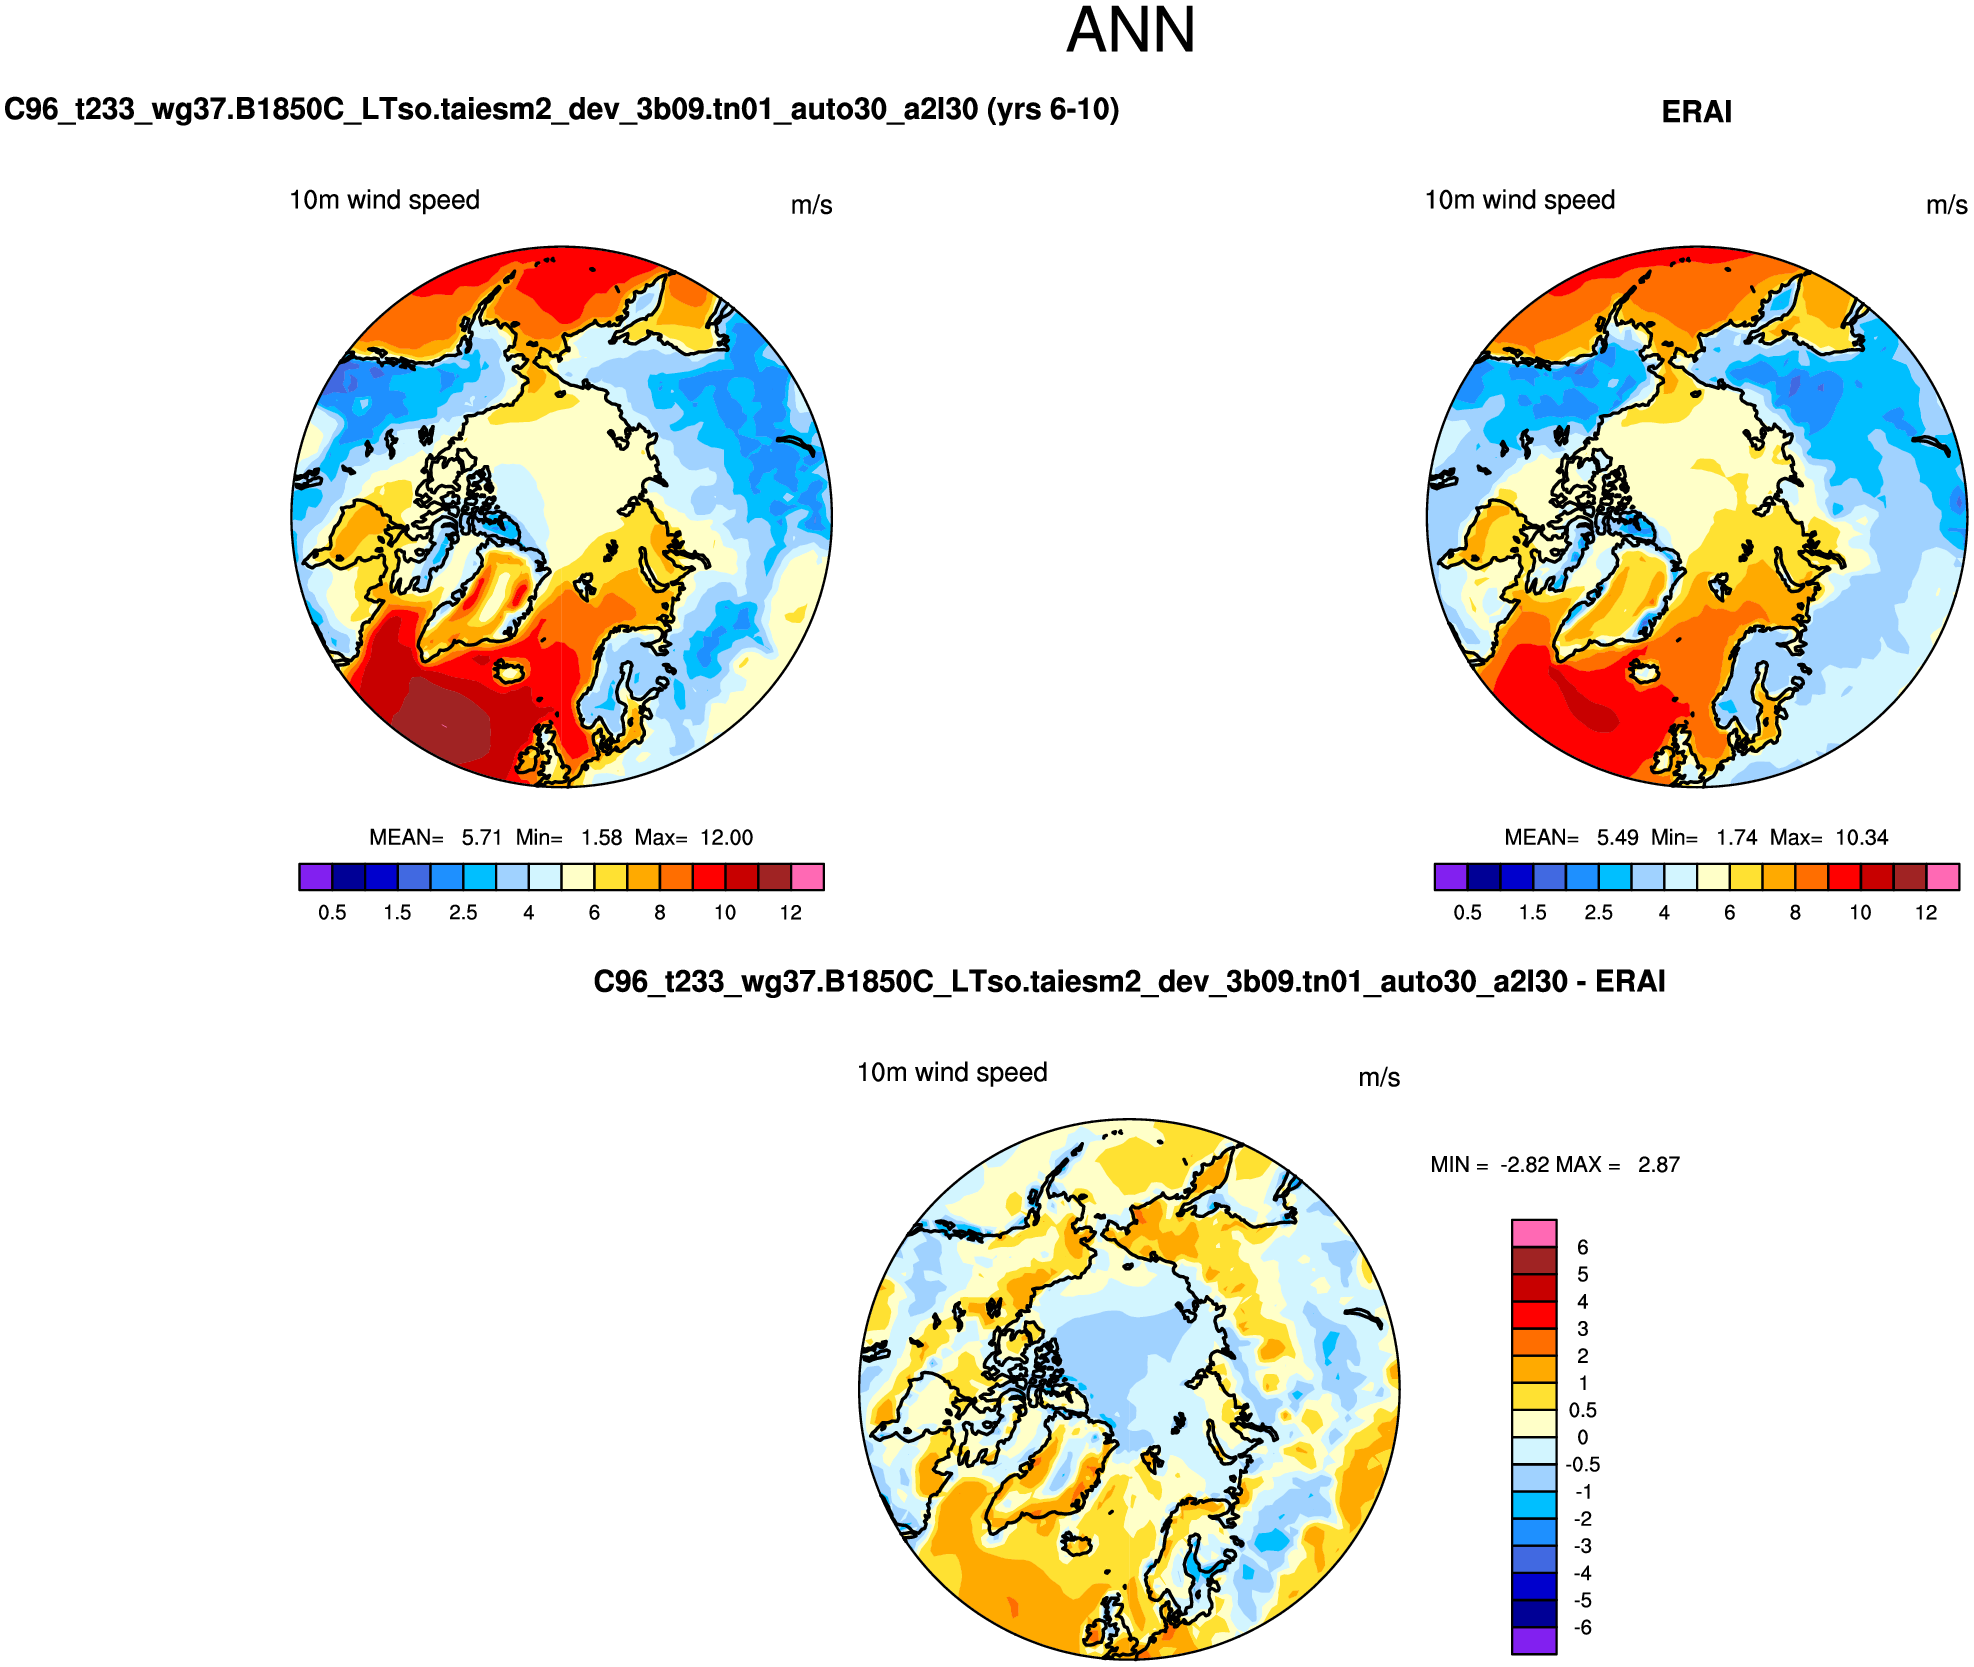 ANN
C96_t233_wg37.B1850C_LTso.taiesm2_dev_3b09.tn01_auto30_a2l30 (yrs 6-10)
ERAI
10m wind speed m/s
10m wind speed m/s
MEAN= 5.71 Min= 1.58 Max= 12.00
0.5 1.5 2.5 4 6 8 10 12
MEAN= 5.49 Min= 1.74 Max= 10.34
0.5 1.5 2.5 4 6 8 10 12
C96_t233_wg37.B1850C_LTso.taiesm2_dev_3b09.tn01_auto30_a2l30 - ERAI
10m wind speed m/s
MIN = -2.82 MAX = 2.87
6
5
4
3
2
1
0.5
0
-0.5
-1
-2
-3
-4
-5
-6